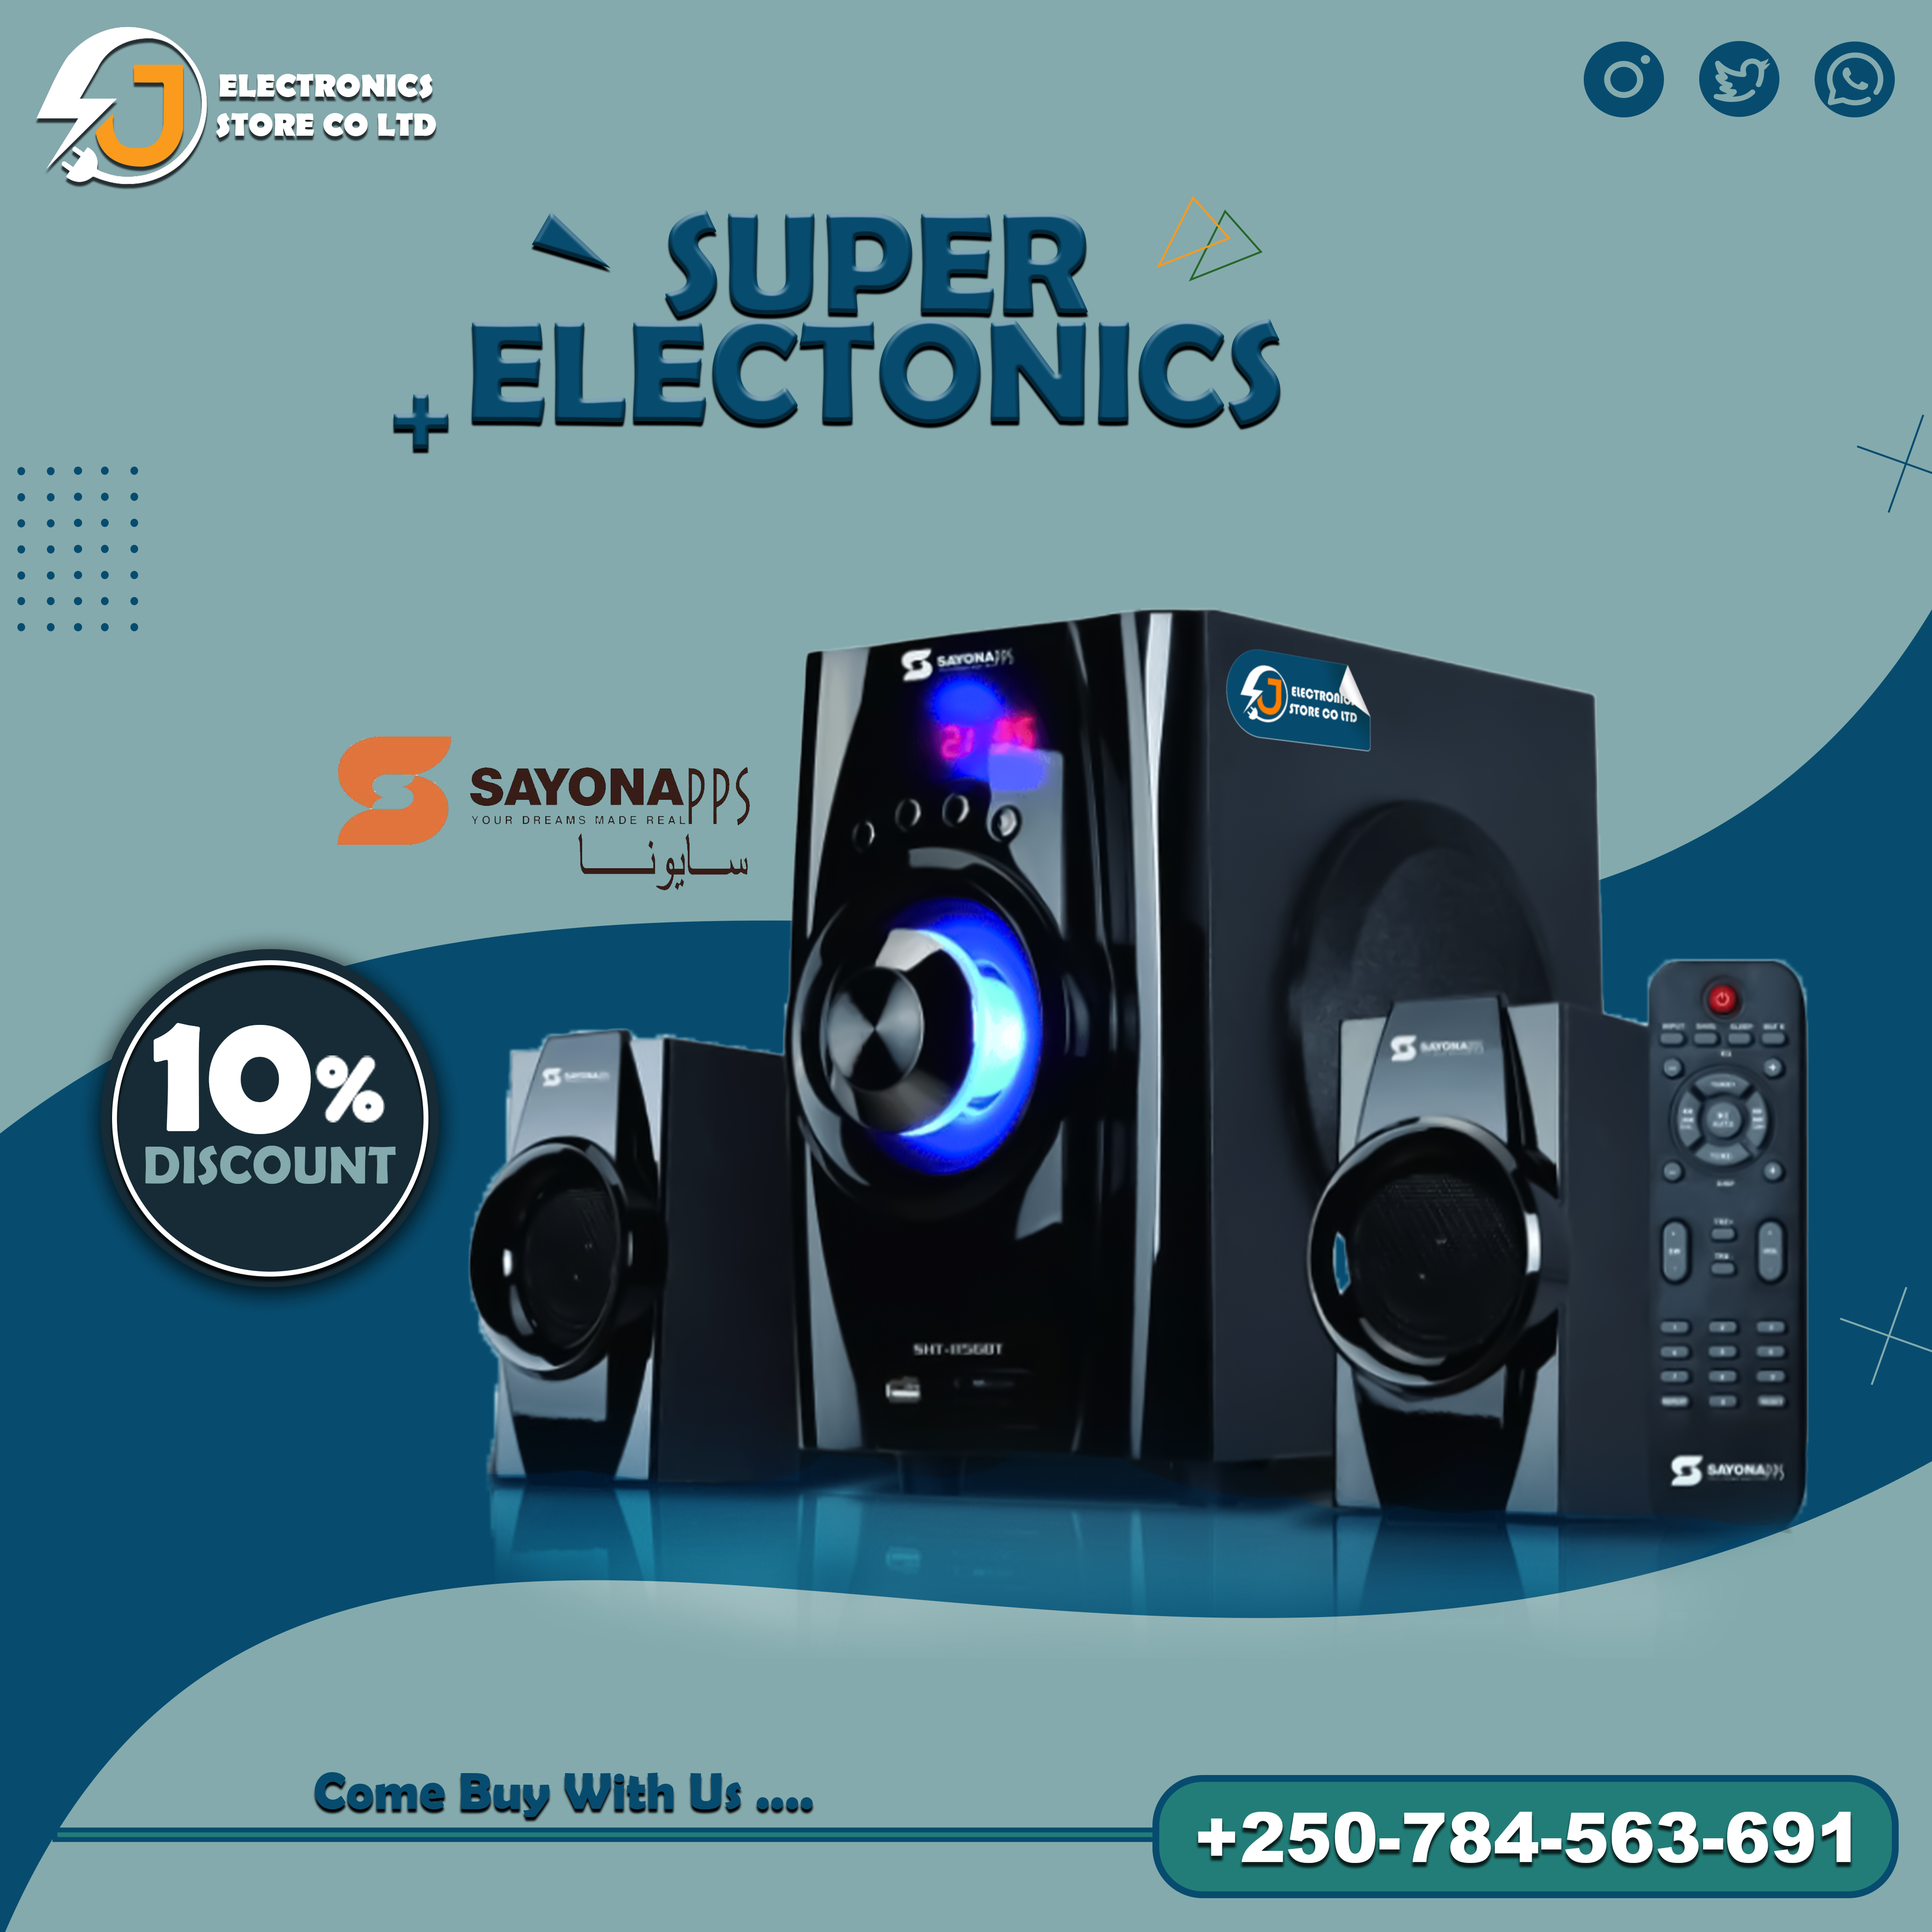 J
ELECTRONICS
STORE CO LTD
SUPER
ELECTONICS
SAYONAPPS
YOUR DREAMS MADE REAL
سايونا
10%
DISCOUNT
SAYONAPPS
J
STORE CO LTD
SAYONAPPS
SAYONAPPS
SAYONAPPS
Come Buy With Us ....
+250-784-563-691